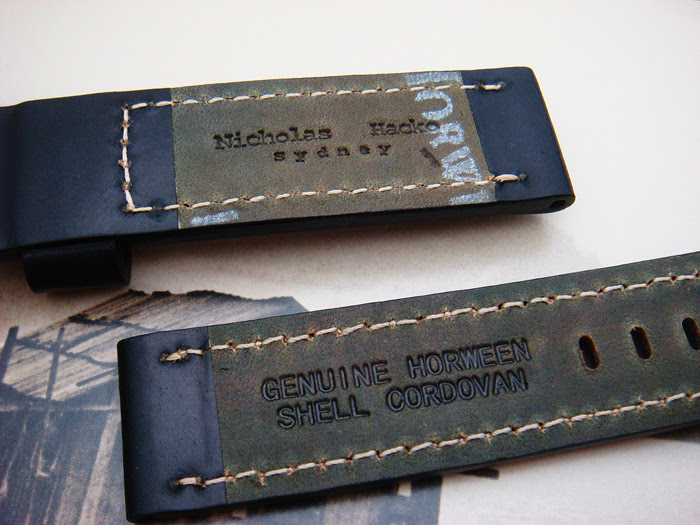 Nicholas Hacko
sydney
GENUINE HORWEEN
SHELL CORDOVAN